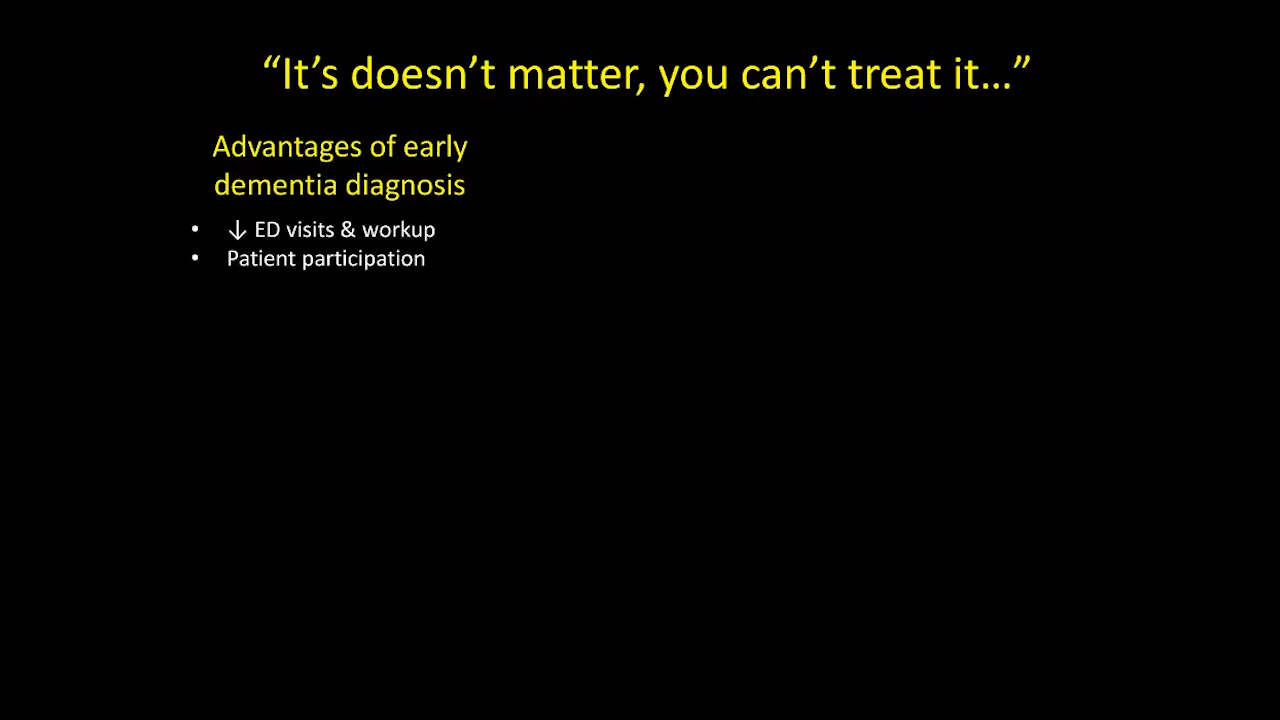 “It’s doesn’t matter, you can’t treat it…”
Advantages of early
dementia diagnosis
• ↓ ED visits & workup
• Patient participation